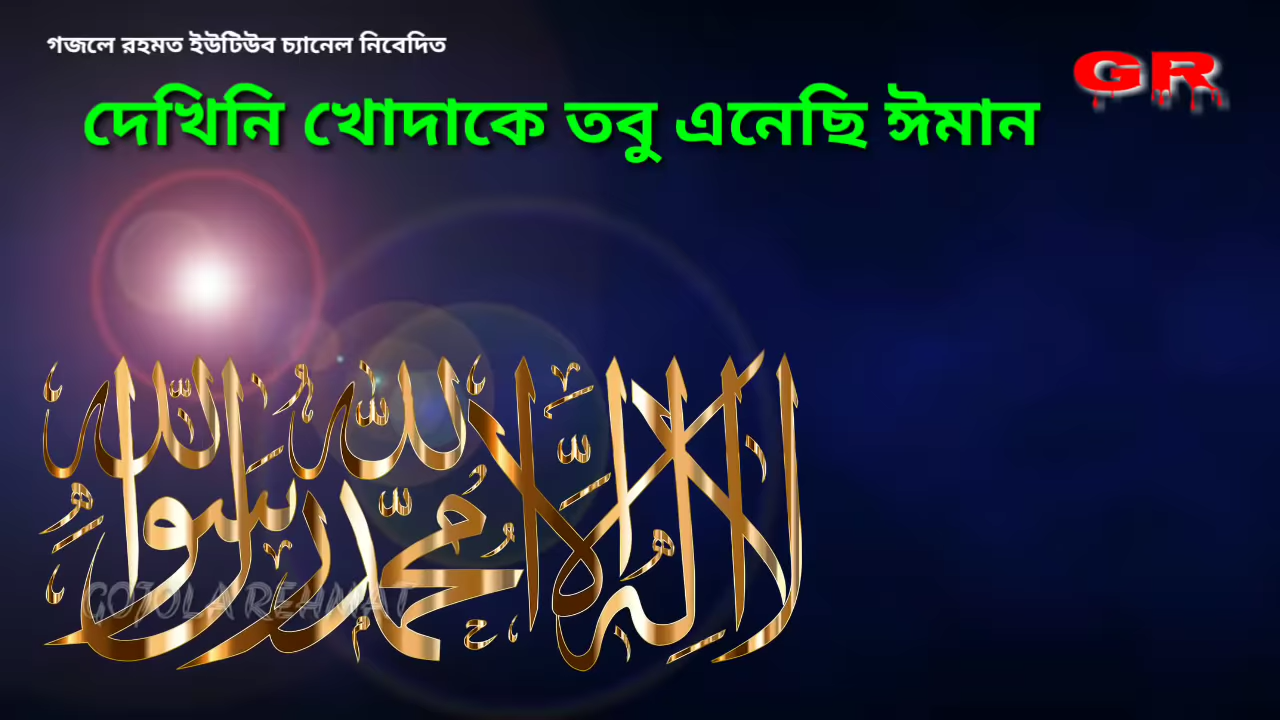 গজলে রহমত ইউটিউব চ্যানেল নিবেদিত
GR
দেখিনি খোদাকে তবু এনেছি ঈমান
لا إله إلا الله محمد رسول الله
GOJOLA REHMAT